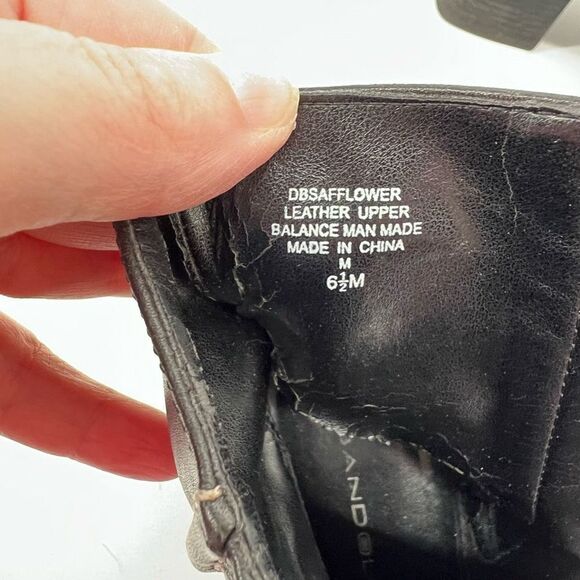 DBSAFFLOWER
LEATHER UPPER
BALANCE MAN MADE
MADE IN CHINA
M
6½M